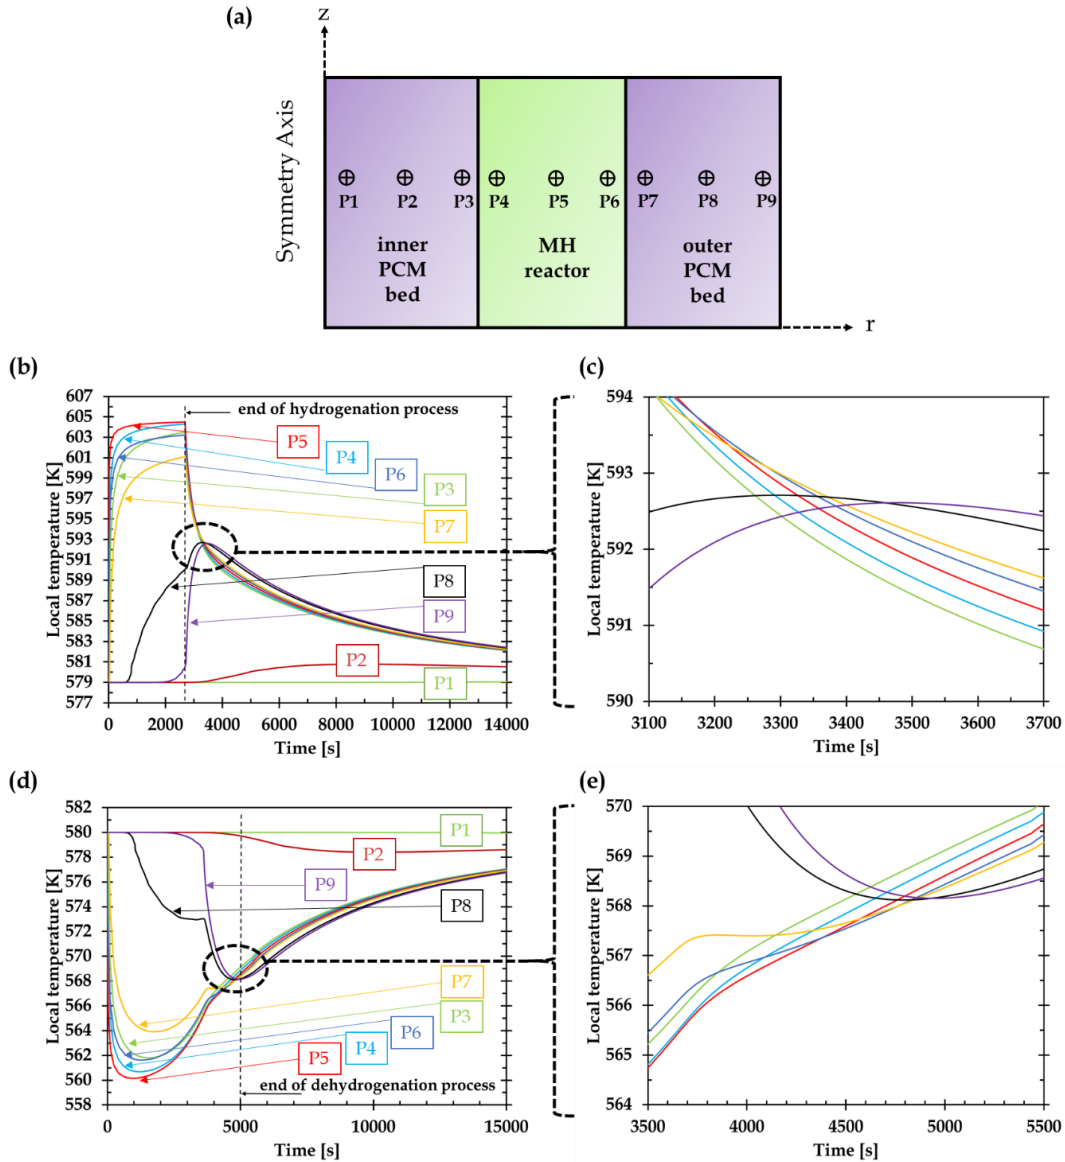 (a)
z
Symmetry Axis
P1 P2 P3 P4 P5 P6 P7 P8 P9
inner MH outer
PCM reactor PCM
bed bed
r
(b)
Local temperature [K]
607
605
603
601
599
597
595
593
591
589
587
585
583
581
579
577
end of hydrogenation process
P5
P4
P6
P3
P7
P8
P9
P2
P1
0 2000 4000 6000 8000 10000 12000 14000
Time [s]
(c)
Local temperature [K]
594
593
592
591
590
3100 3200 3300 3400 3500 3600 3700
Time [s]
(d)
Local temperature [K]
582
580
578
576
574
572
570
568
566
564
562
560
558
P1
P2
P9
P8
P7
P3
P6
P4
P5
end of dehydrogenation process
0 5000 10000 15000
Time [s]
(e)
Local temperature [K]
570
569
568
567
566
565
564
3500 4000 4500 5000 5500
Time [s]